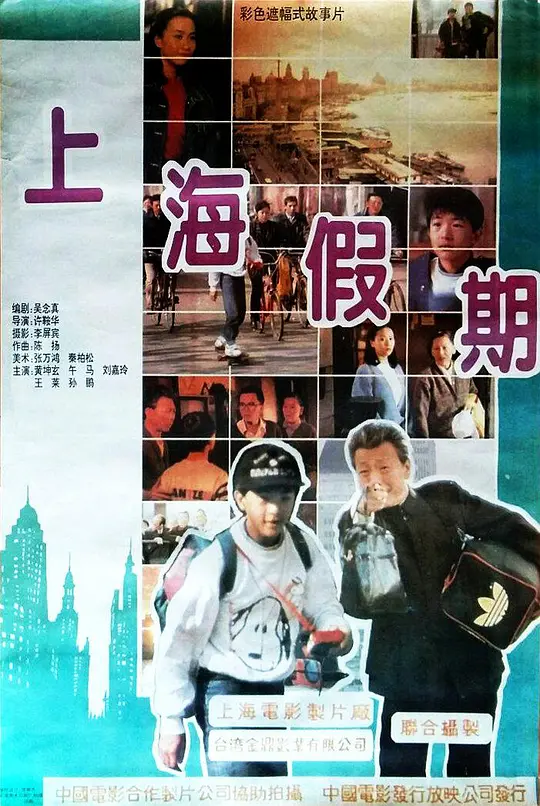 彩色遮幅式故事片
上海假期
编剧:吴念真
导演:许鞍华
摄影:李屏宾
作曲:陈 扬
美术:张万鸿 秦柏松
主演:黄坤玄 午 马 刘嘉玲
王 莱 孙 鹏
上海電影製片廠
台湾金鼎影業有限公司
聯合攝製
中國電影合作製片公司協助拍攝 中國電影發行放映公司發行